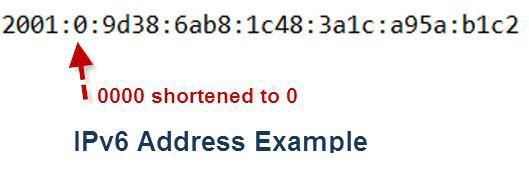 2001:0:9d38:6ab8:1c48:3a1c:a95a:b1c2
0000 shortened to 0
IPv6 Address Example